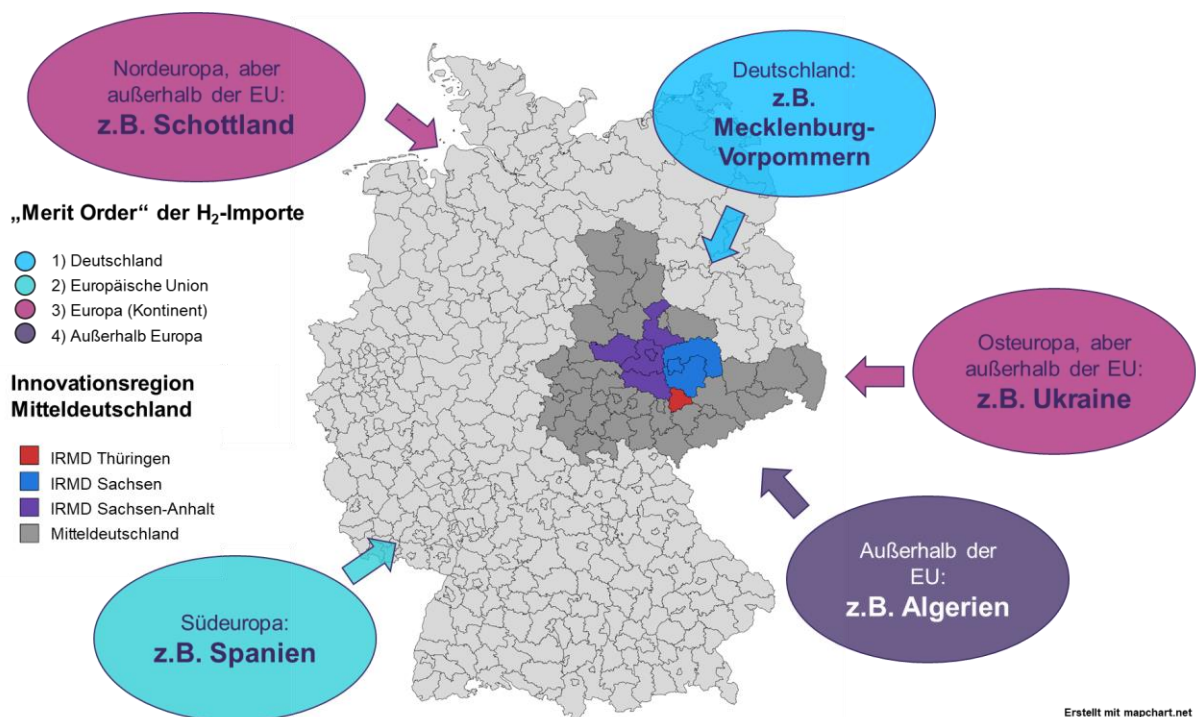 Nordeuropa, aber
außerhalb der EU:
z.B. Schottland
Deutschland:
z.B.
Mecklenburg-
Vorpommern
„Merit Order“ der H₂-Importe
1) Deutschland
2) Europäische Union
3) Europa (Kontinent)
4) Außerhalb Europa
Innovationsregion
Mitteldeutschland
IRMD Thüringen
IRMD Sachsen
IRMD Sachsen-Anhalt
Mitteldeutschland
Osteuropa, aber
außerhalb der EU:
z.B. Ukraine
Außerhalb der
EU:
z.B. Algerien
Südeuropa:
z.B. Spanien
Erstellt mit mapchart.net